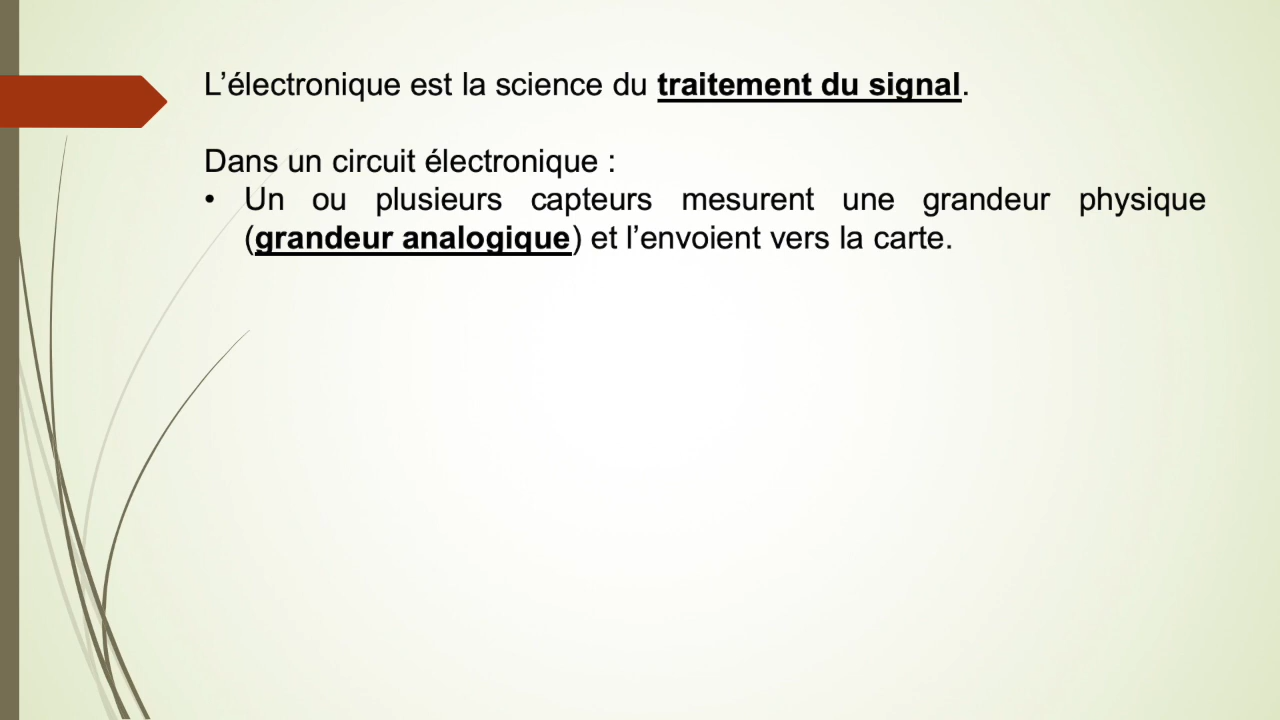 L’électronique est la science du traitement du signal.
Dans un circuit électronique :
• Un ou plusieurs capteurs mesurent une grandeur physique
(grandeur analogique) et l’envoient vers la carte.